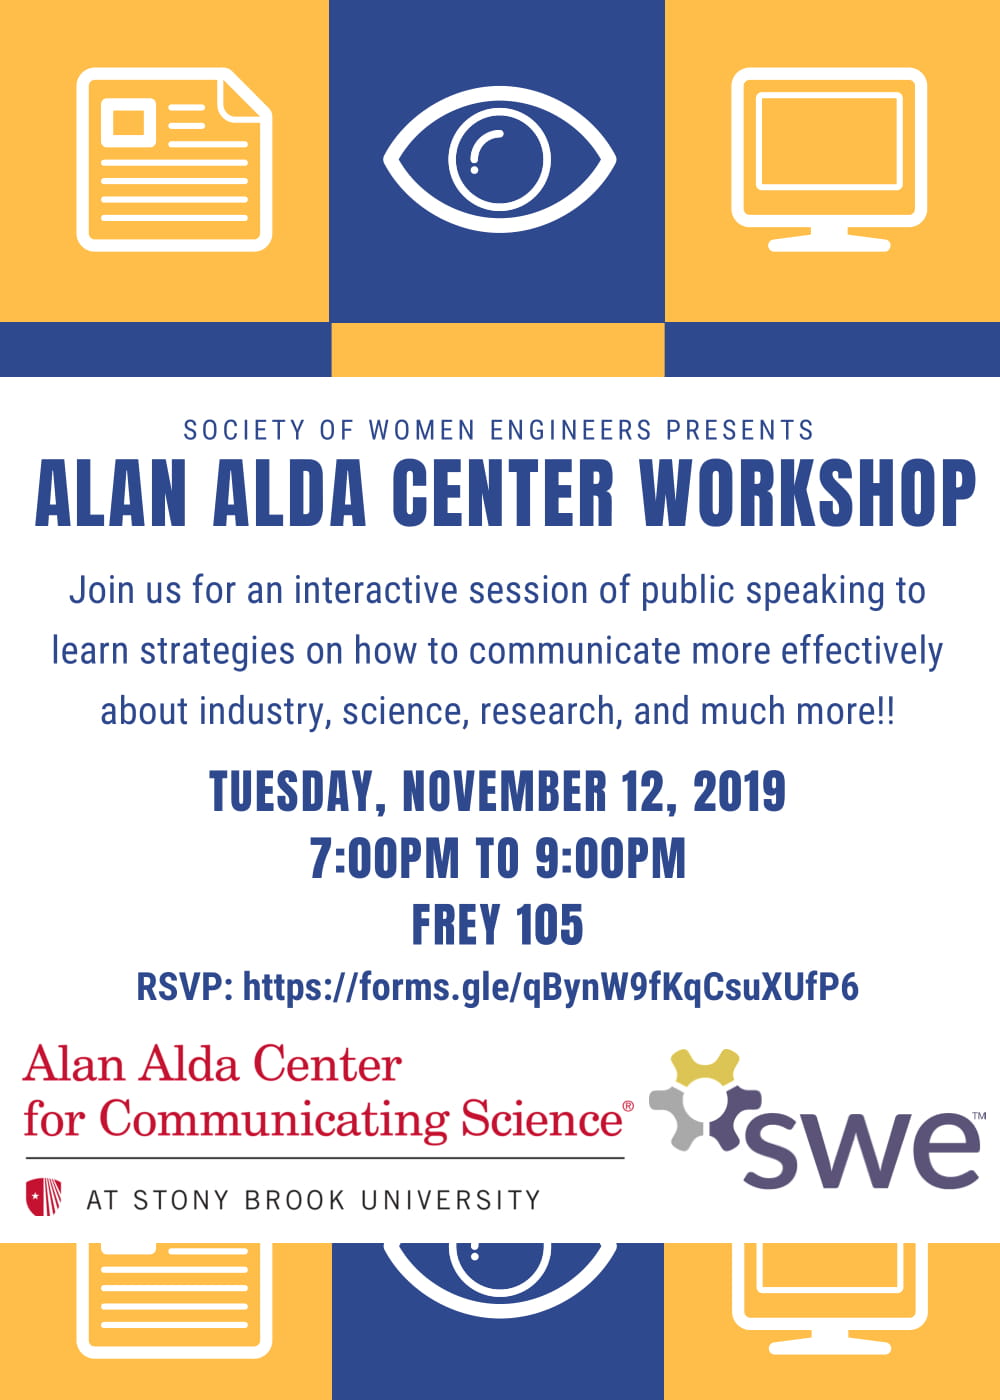 SOCIETY OF WOMEN ENGINEERS PRESENTS
ALAN ALDA CENTER WORKSHOP
Join us for an interactive session of public speaking to
learn strategies on how to communicate more effectively
about industry, science, research, and much more!!
TUESDAY, NOVEMBER 12, 2019
7:00PM TO 9:00PM
FREY 105
RSVP: https://forms.gle/qBynW9fKqCsuXUfP6
Alan Alda Center
for Communicating Science®
AT STONY BROOK UNIVERSITY
swe™